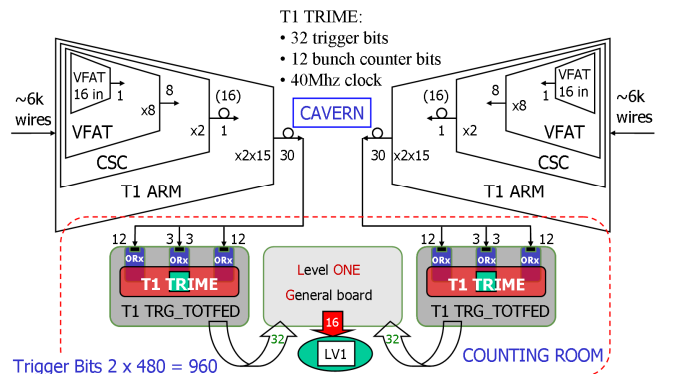 T1 TRIME:
• 32 trigger bits
• 12 bunch counter bits
• 40Mhz clock
CAVERN
~6k
wires
VFAT
16 in
1
8
x8
VFAT
(16)
1
x2
CSC
x2x15
30
T1 ARM
~6k
wires
VFAT
16 in
1
8
x8
VFAT
(16)
1
x2
CSC
30
x2x15
T1 ARM
12
3
3
12
ORx
ORx
ORx
T1 TRIME
T1 TRG_TOTFED
Level ONE
General board
16
LV1
32
32
12
3
3
12
ORx
ORx
ORx
T1 TRIME
T1 TRG_TOTFED
Trigger Bits 2 x 480 = 960
COUNTING ROOM